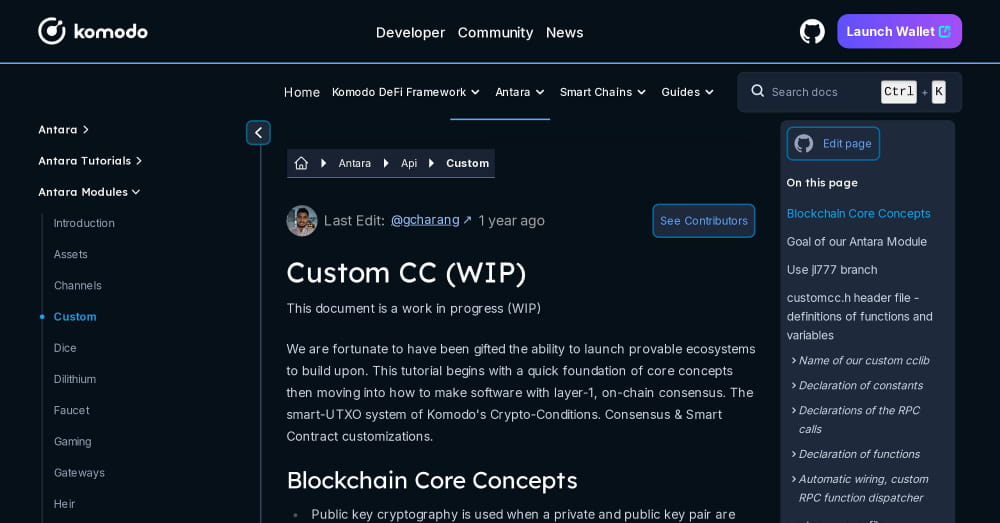 komodo
Developer Community News
Launch Wallet
Home Komodo DeFi Framework Antara Smart Chains Guides
Search docs Ctrl + K
Antara
Antara Tutorials
Antara Modules
Introduction
Assets
Channels
Custom
Dice
Dilithium
Faucet
Gaming
Gateways
Heir
Antara Api Custom
Last Edit: @gcharang ↗ 1 year ago
See Contributors
Custom CC (WIP)
This document is a work in progress (WIP)
We are fortunate to have been gifted the ability to launch provable ecosystems
to build upon. This tutorial begins with a quick foundation of core concepts
then moving into how to make software with layer-1, on-chain consensus. The
smart-UTXO system of Komodo's Crypto-Conditions. Consensus & Smart
Contract customizations.
Blockchain Core Concepts
Public key cryptography is used when a private and public key pair are
Edit page
On this page
Blockchain Core Concepts
Goal of our Antara Module
Use jl777 branch
customcc.h header file -
definitions of functions and
variables
Name of our custom cclib
Declaration of constants
Declarations of the RPC
calls
Declaration of functions
Automatic wiring, custom
RPC function dispatcher